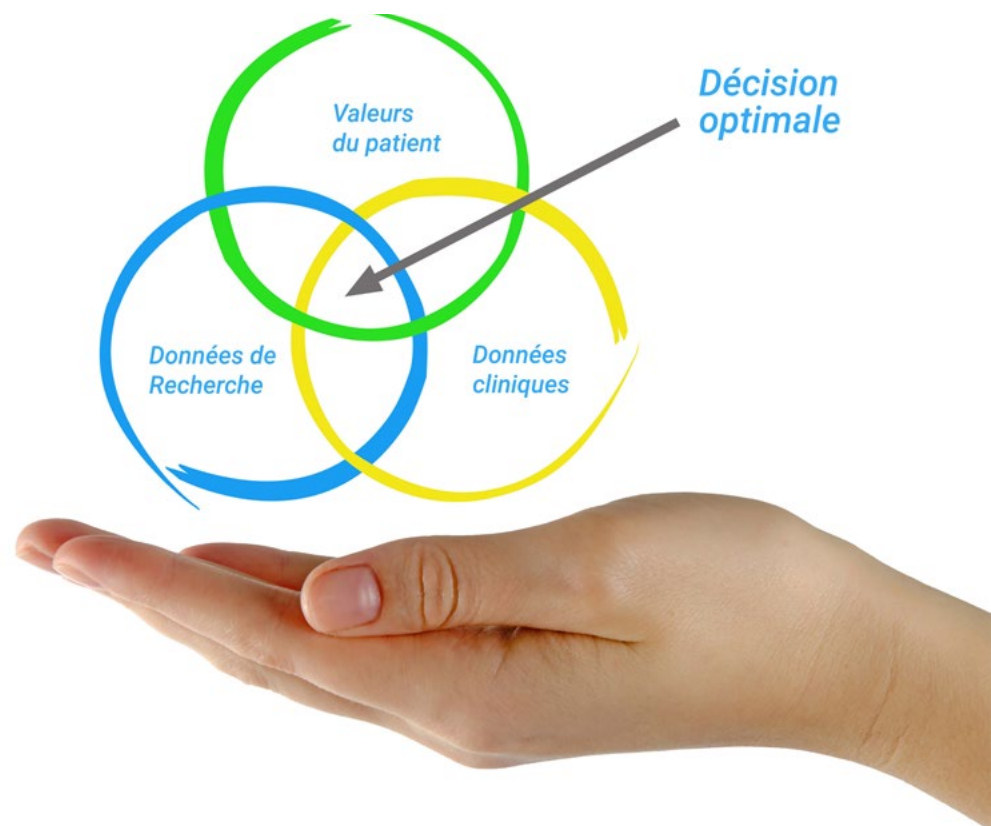 Valeurs
du patient
Décision
optimale
Données de
Recherche
Données
cliniques